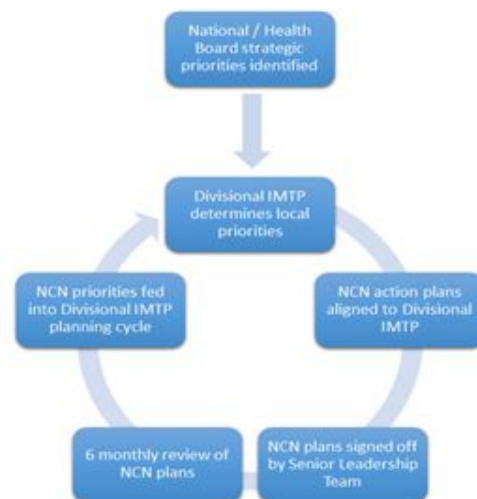 National / Health
Board strategic
priorities identified
Divisional IMTP
determines local
priorities
NCN action plans
aligned to Divisional
IMTP
NCN plans signed off
by Senior Leadership
Team
6 monthly review of
NCN plans
NCN priorities fed
into Divisional IMTP
planning cycle